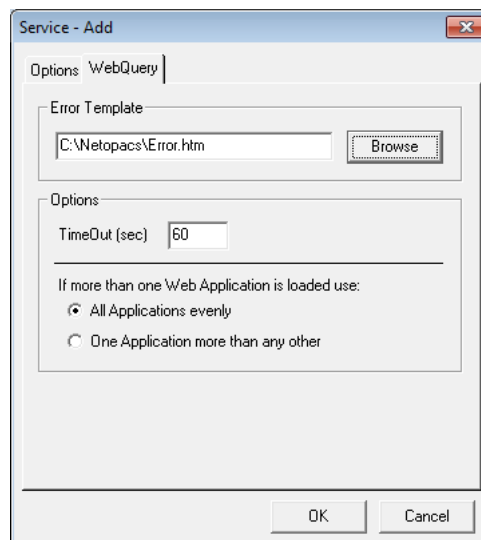 Service - Add
Options WebQuery
Error Template
C:\Netopacs\Error.htm Browse
Options
TimeOut (sec) 60
If more than one Web Application is loaded use:
All Applications evenly
One Application more than any other
OK Cancel